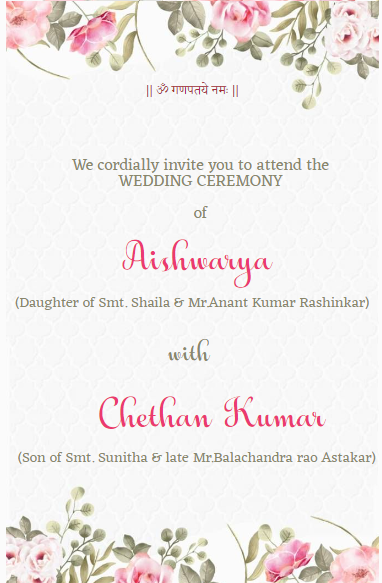 || ॐ गणपतये नमः ||
We cordially invite you to attend the
WEDDING CEREMONY
of
Aishwarya
(Daughter of Smt. Shaila & Mr.Anant Kumar Rashinkar)
with
Chethan Kumar
(Son of Smt. Sunitha & late Mr.Balachandra rao Astakar)